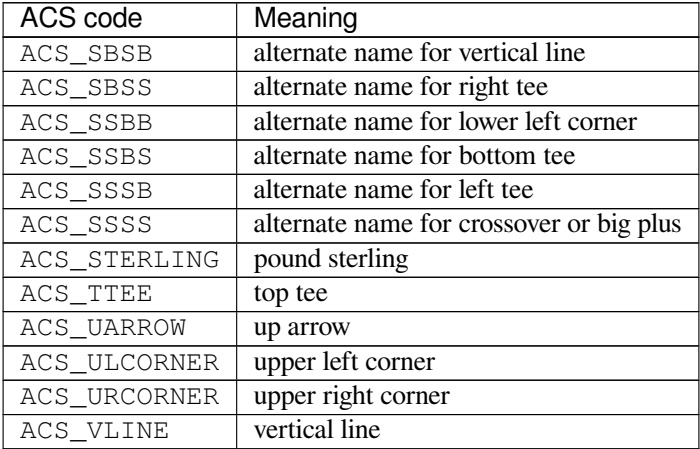 ACS code Meaning
ACS_SBSB alternate name for vertical line
ACS_SBSS alternate name for right tee
ACS_SSBB alternate name for lower left corner
ACS_SSBS alternate name for bottom tee
ACS_SSSB alternate name for left tee
ACS_SSSS alternate name for crossover or big plus
ACS_STERLING pound sterling
ACS_TTEE top tee
ACS_UARROW up arrow
ACS_ULCORNER upper left corner
ACS_URCORNER upper right corner
ACS_VLINE vertical line